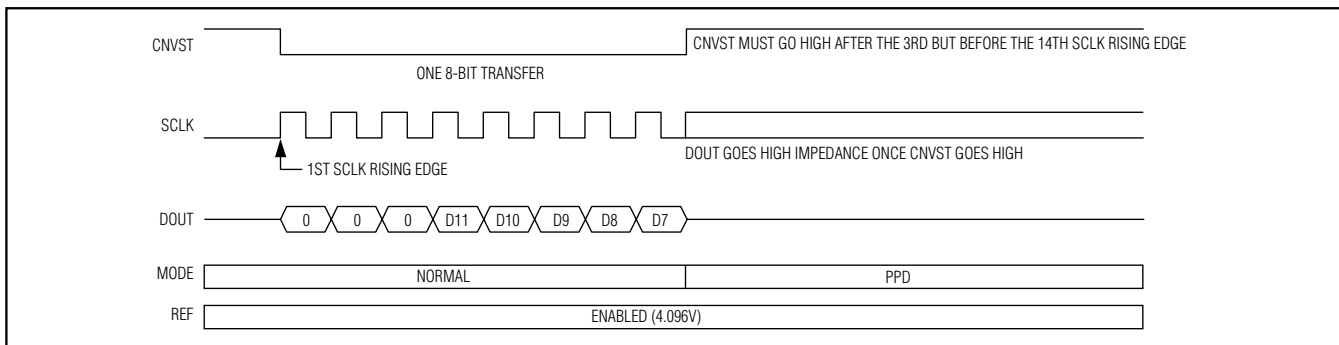 CNVST
CNVST MUST GO HIGH AFTER THE 3RD BUT BEFORE THE 14TH SCLK RISING EDGE
ONE 8-BIT TRANSFER
SCLK
DOUT GOES HIGH IMPEDANCE ONCE CNVST GOES HIGH
1ST SCLK RISING EDGE
DOUT 0 0 0 D11 D10 D9 D8 D7
MODE NORMAL PPD
REF ENABLED (4.096V)